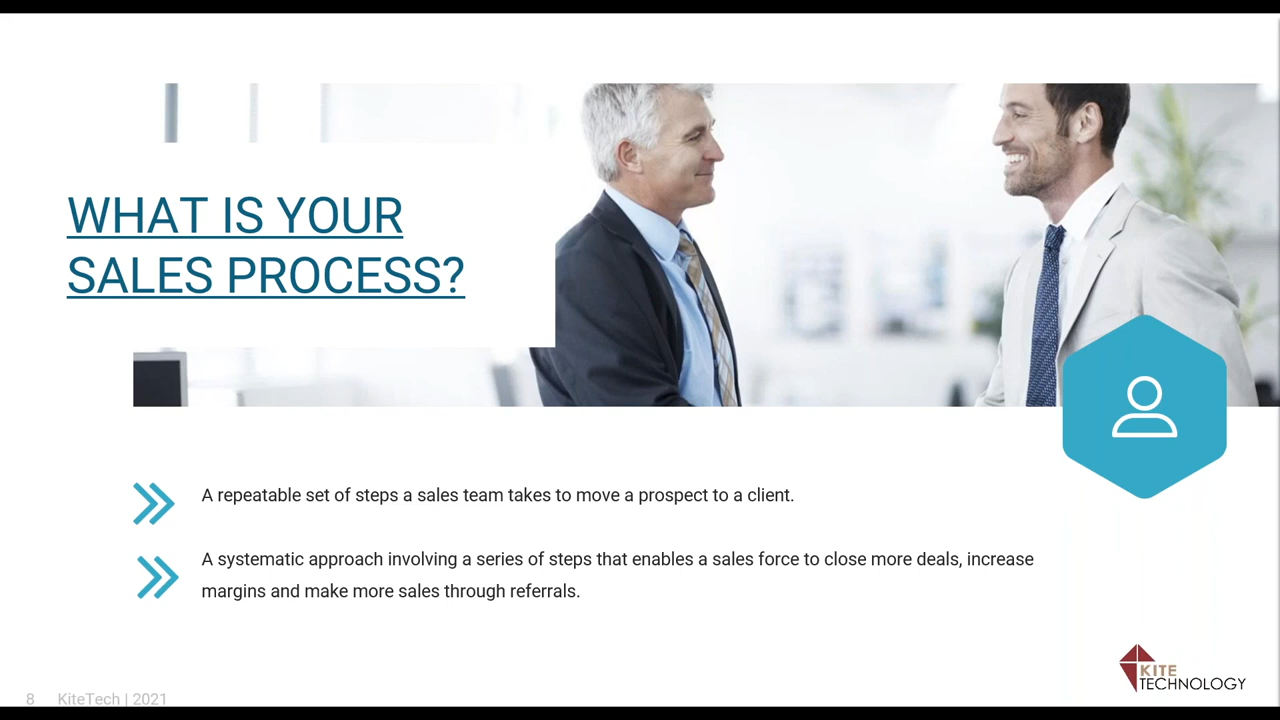 WHAT IS YOUR
SALES PROCESS?
A repeatable set of steps a sales team takes to move a prospect to a client.
A systematic approach involving a series of steps that enables a sales force to close more deals, increase
margins and make more sales through referrals.
KITE
TECHNOLOGY
8 KiteTech | 2021